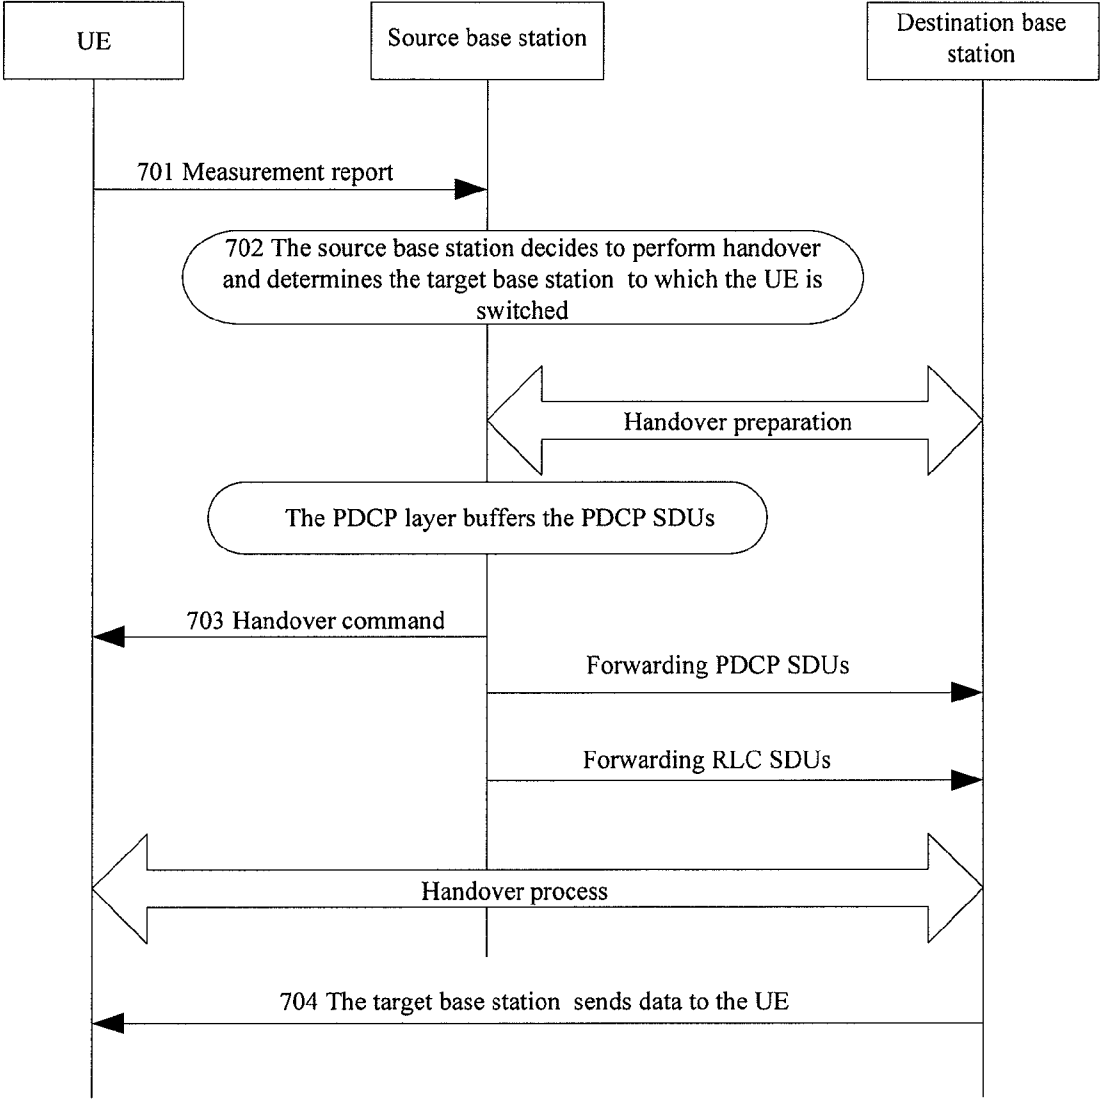 UE
Source base station
Destination base
station
701 Measurement report
702 The source base station decides to perform handover
and determines the target base station to which the UE is
switched
Handover preparation
The PDCP layer buffers the PDCP SDUs
703 Handover command
Forwarding PDCP SDUs
Forwarding RLC SDUs
Handover process
704 The target base station sends data to the UE